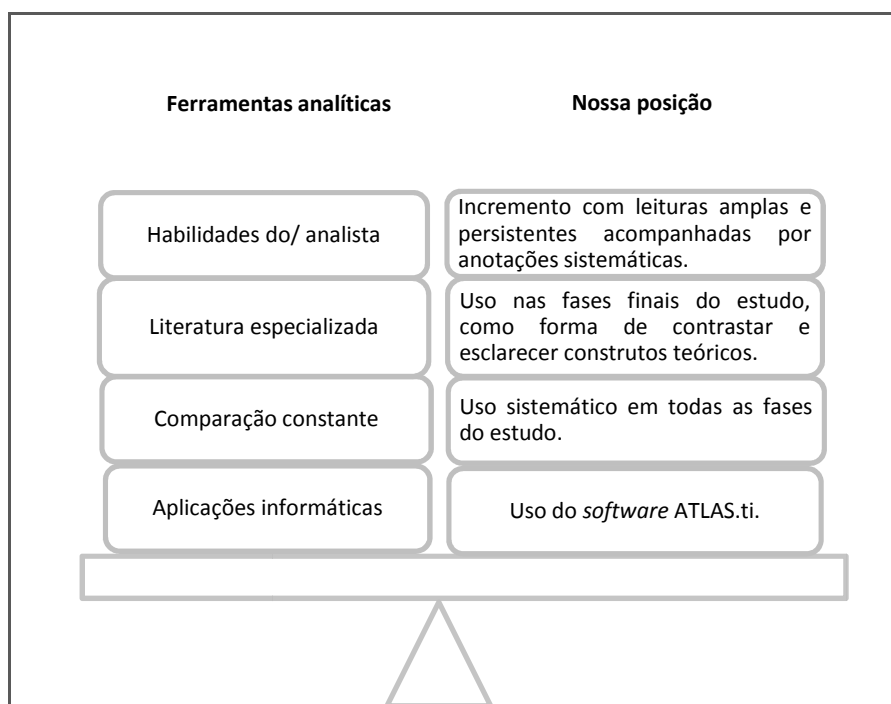 Ferramentas analíticas
Nossa posição
Habilidades do/ analista
Incremento com leituras amplas e
persistentes acompanhadas por
anotações sistemáticas.
Literatura especializada
Uso nas fases finais do estudo,
como forma de contrastar e
esclarecer construtos teóricos.
Comparação constante
Uso sistemático em todas as fases
do estudo.
Aplicações informáticas
Uso do software ATLAS.ti.